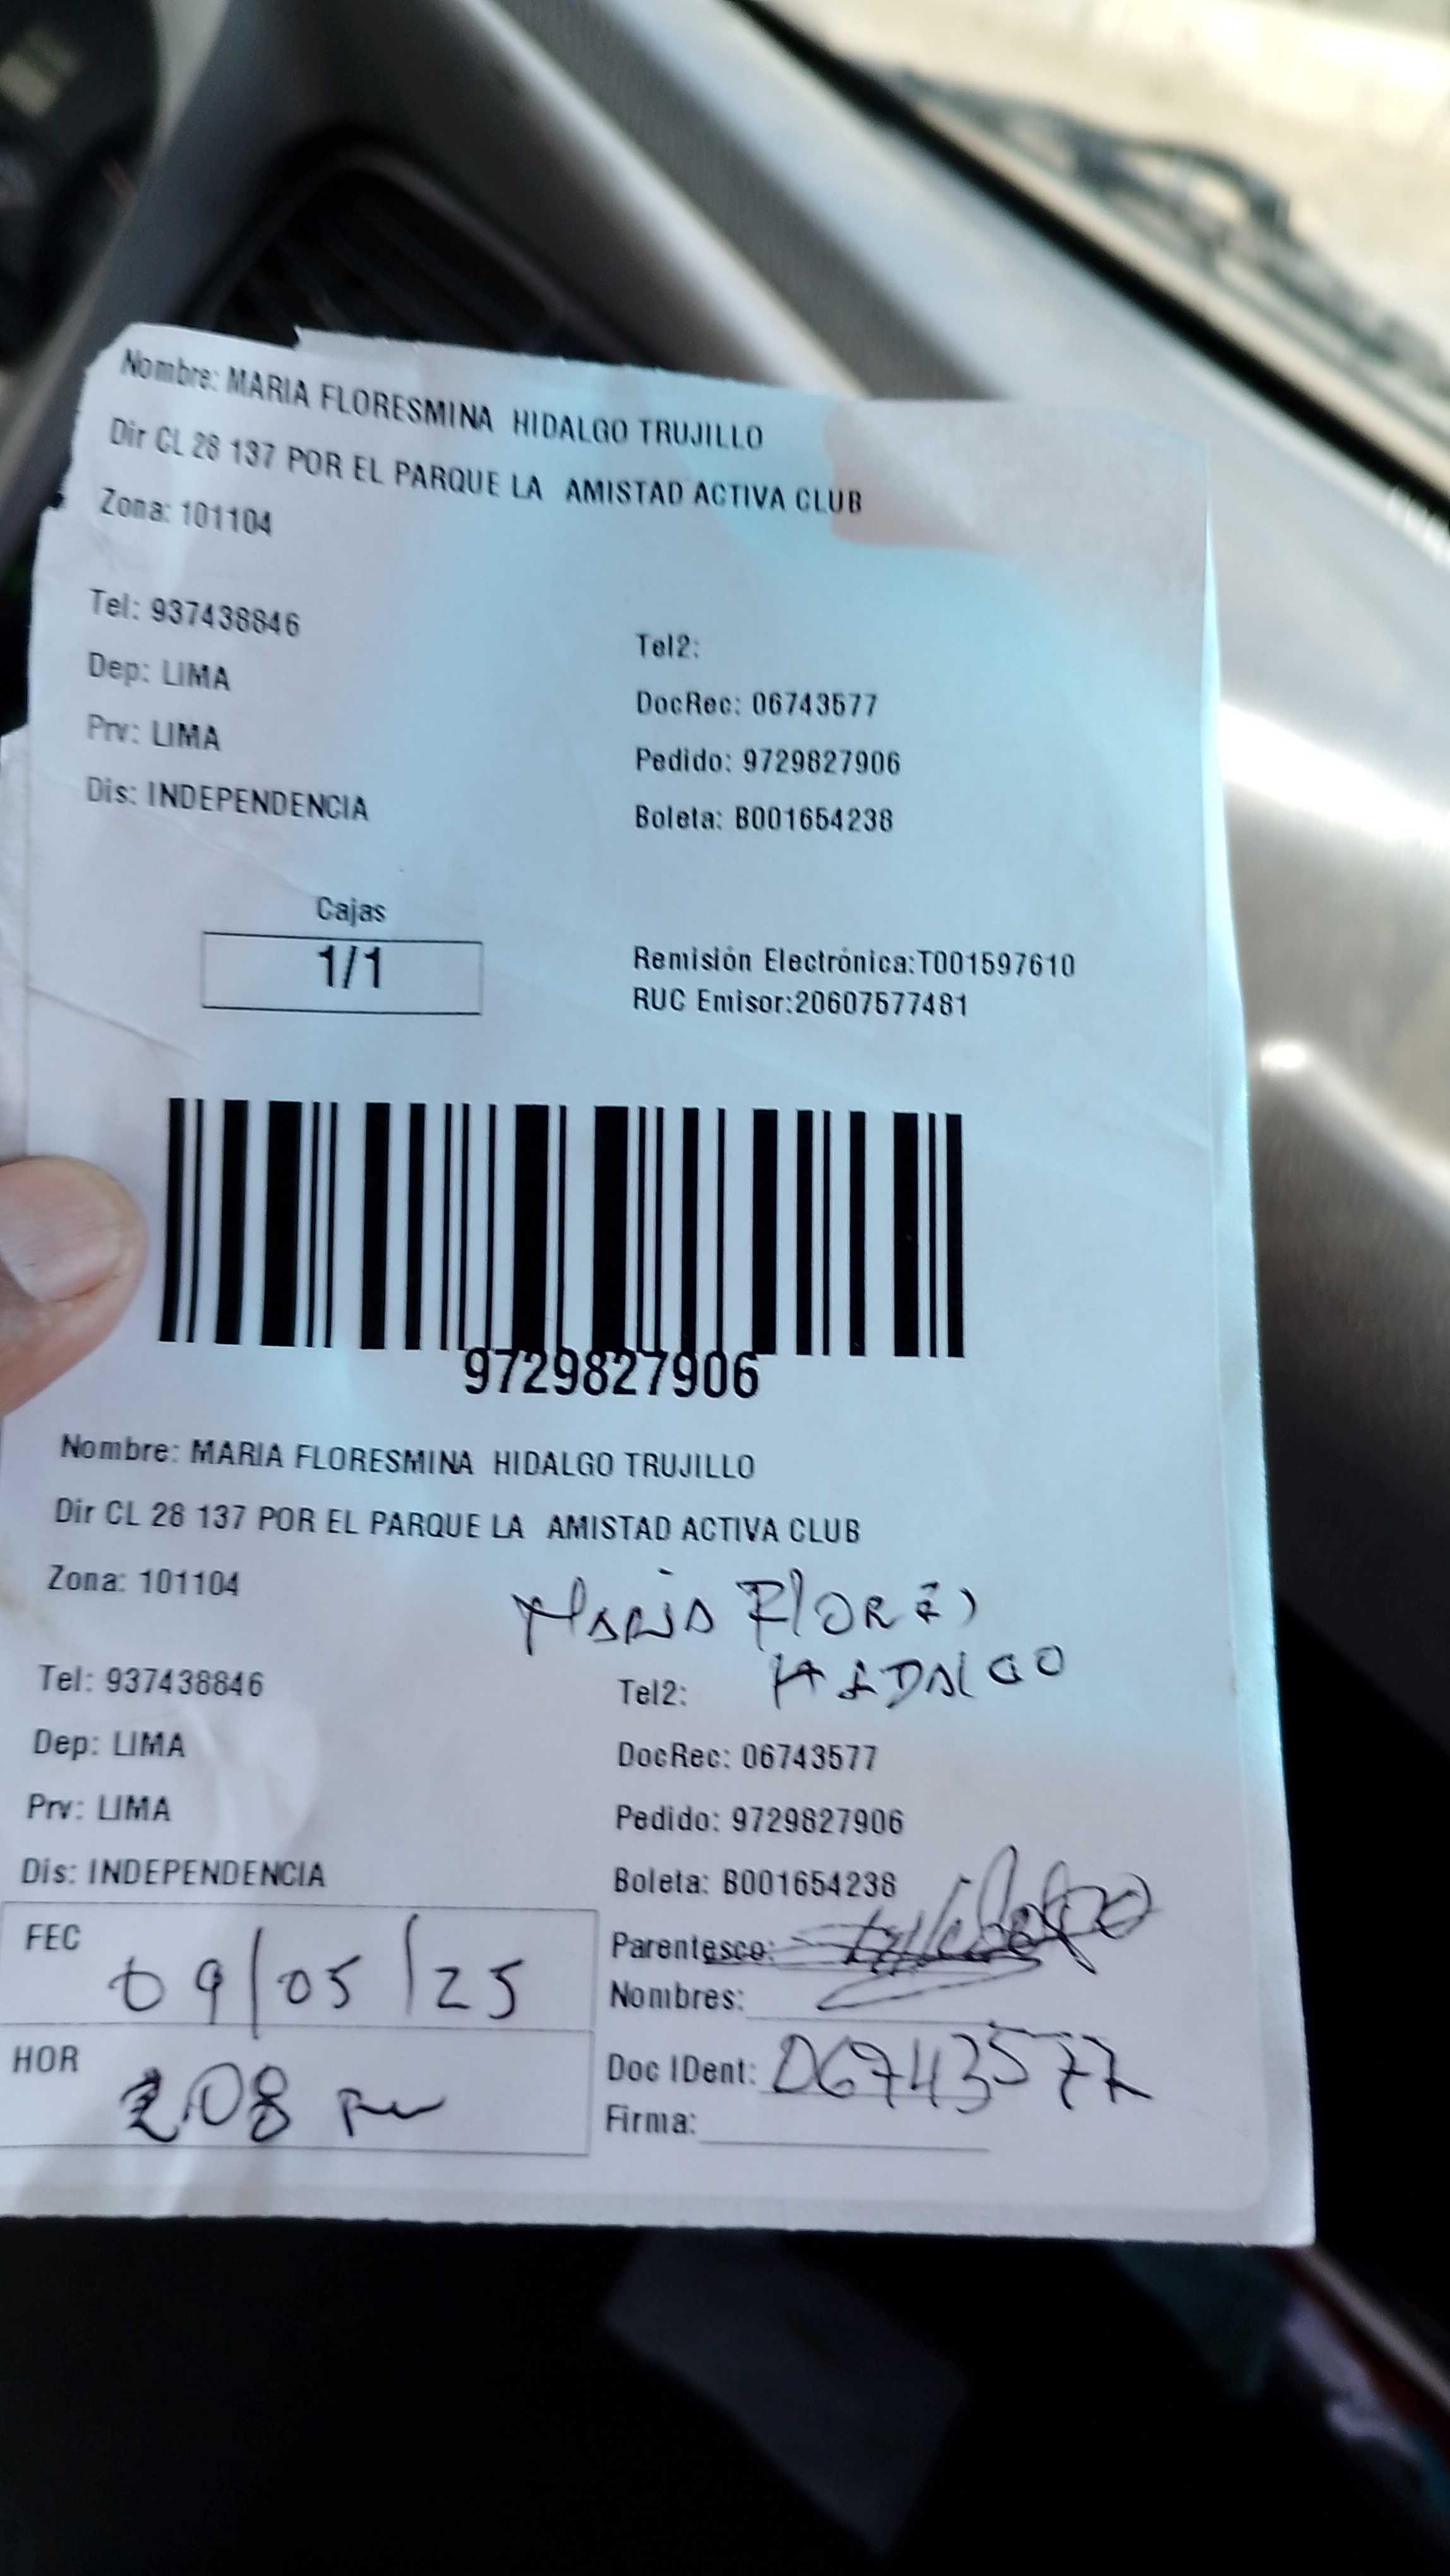 Nombre: MARIA FLORESMINA HIDALGO TRUJILLO
Dir CL 28 137 POR EL PARQUE LA AMISTAD ACTIVA CLUB
Zona: 101104
Tel: 937438846
Tel2:
Dep: LIMA
DocRec: 06743577
Prv: LIMA
Pedido: 9729827906
Dis: INDEPENDENCIA
Boleta: B001654238
Cajas
1/1
Remisión Electrónica:T001597610
RUC Emisor:20607577481
9729827906
Nombre: MARIA FLORESMINA HIDALGO TRUJILLO
Dir CL 28 137 POR EL PARQUE LA AMISTAD ACTIVA CLUB
Zona: 101104
MARIA FLORES
HIDALGO
Tel: 937438846
Tel2:
Dep: LIMA
DocRec: 06743577
Prv: LIMA
Pedido: 9729827906
Dis: INDEPENDENCIA
Boleta: B001654238
FEC 09/05/25
Parentesco:
Nombres:
HOR
Doc IDent: 06743577
Firma: